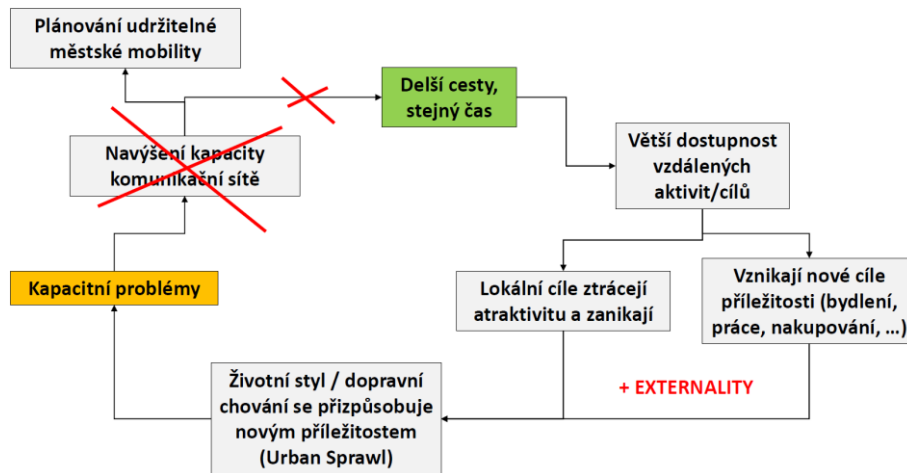 Plánování udržitelné
městské mobility
Delší cesty,
stejný čas
Navýšení kapacity
komunikační sítě
Větší dostupnost
vzdálených
aktivit/cílů
Kapacitní problémy
Lokální cíle ztrácejí
atraktivitu a zanikají
Vznikají nové cíle
příležitosti (bydlení,
práce, nakupování, ...)
Životní styl / dopravní
chování se přizpůsobuje
novým příležitostem
(Urban Sprawl)
+ EXTERNALITY